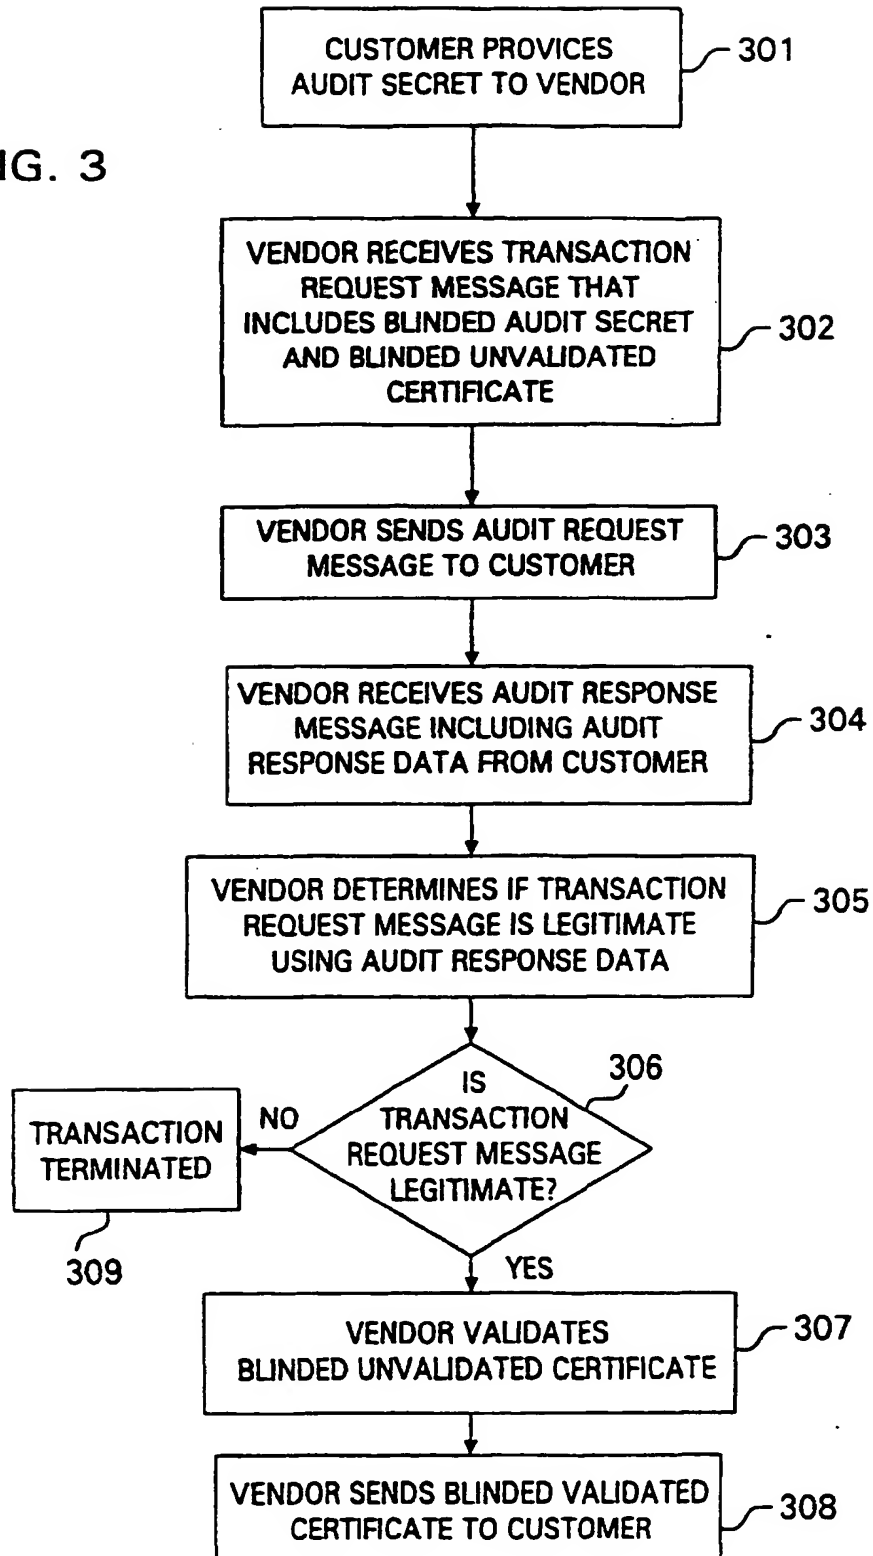 CUSTOMER PROVICES
AUDIT SECRET TO VENDOR
301
IG. 3
VENDOR RECEIVES TRANSACTION
REQUEST MESSAGE THAT
INCLUDES BLINDED AUDIT SECRET
AND BLINDED UNVALIDATED
CERTIFICATE
302
VENDOR SENDS AUDIT REQUEST
MESSAGE TO CUSTOMER
303
VENDOR RECEIVES AUDIT RESPONSE
MESSAGE INCLUDING AUDIT
RESPONSE DATA FROM CUSTOMER
304
VENDOR DETERMINES IF TRANSACTION
REQUEST MESSAGE IS LEGITIMATE
USING AUDIT RESPONSE DATA
305
IS
TRANSACTION
REQUEST MESSAGE
LEGITIMATE?
306
NO
TRANSACTION
TERMINATED
309
YES
VENDOR VALIDATES
BLINDED UNVALIDATED CERTIFICATE
307
VENDOR SENDS BLINDED VALIDATED
CERTIFICATE TO CUSTOMER
308